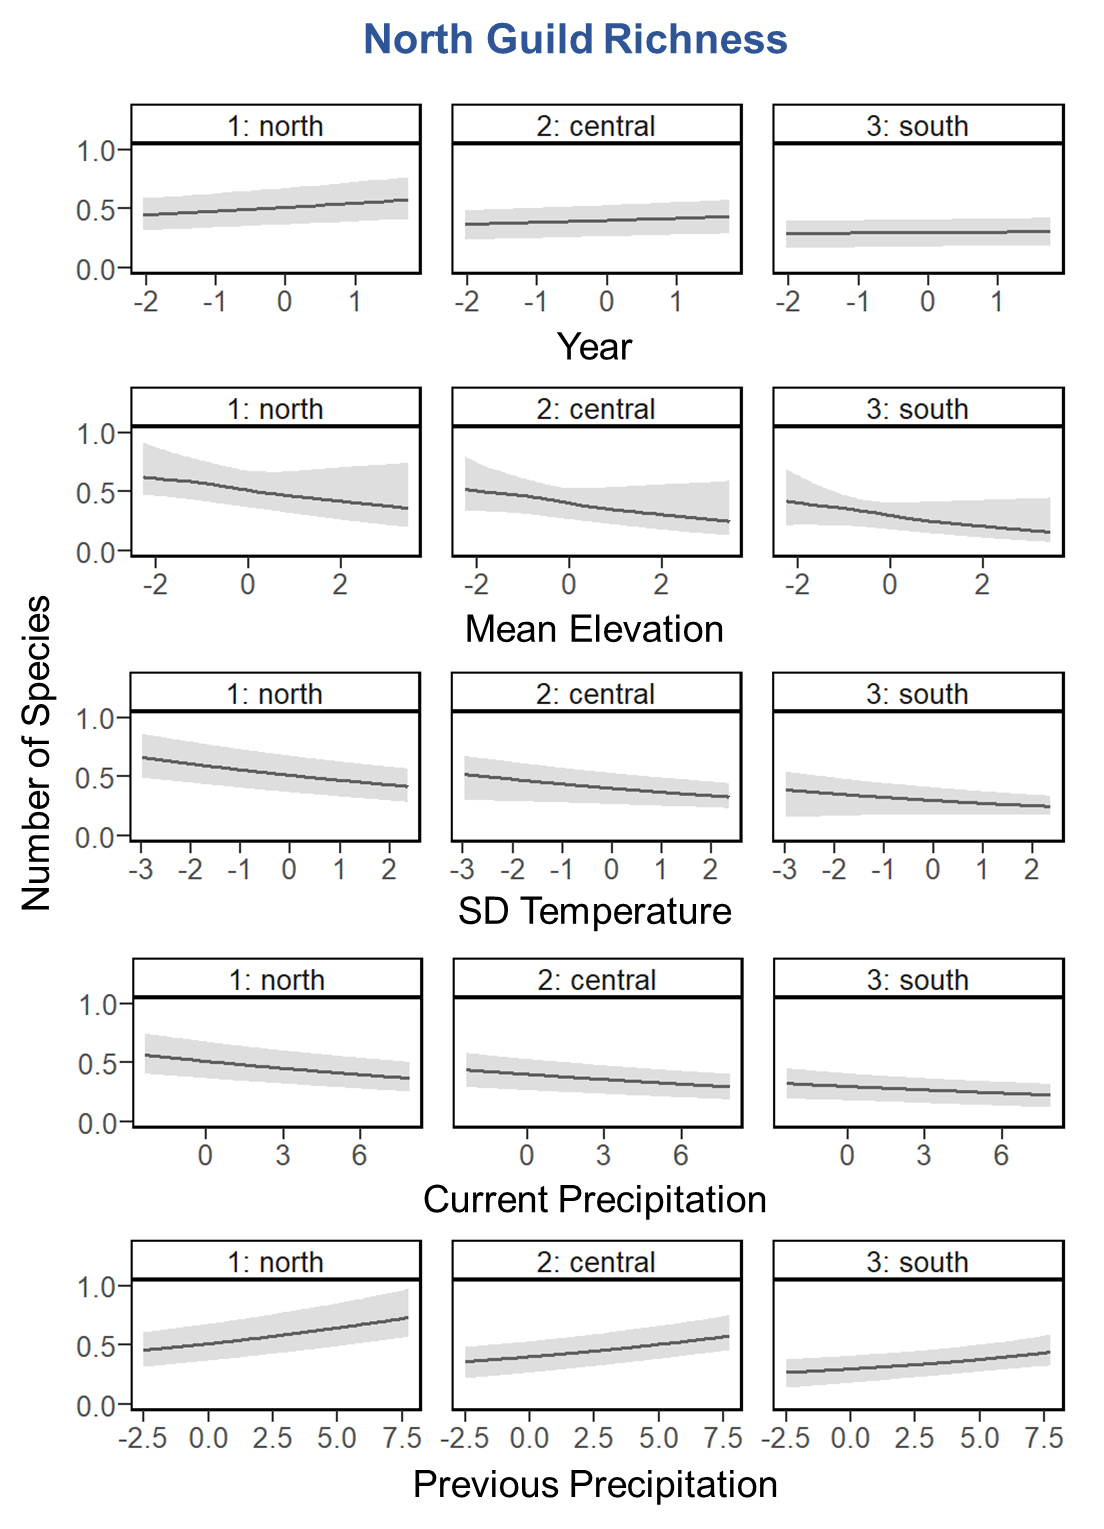 North Guild Richness
1: north 2: central 3: south
1.0
0.5
0.0
-2 -1 0 1 -2 -1 0 1 -2 -1 0 1
Year
1: north 2: central 3: south
1.0
0.5
0.0
-2 0 2 -2 0 2 -2 0 2
Mean Elevation
Number of Species
1: north 2: central 3: south
1.0
0.5
0.0
-3 -2 -1 0 1 2 -3 -2 -1 0 1 2 -3 -2 -1 0 1 2
SD Temperature
1: north 2: central 3: south
1.0
0.5
0.0
0 3 6 0 3 6 0 3 6
Current Precipitation
1: north 2: central 3: south
1.0
0.5
0.0
-2.5 0.0 2.5 5.0 7.5 -2.5 0.0 2.5 5.0 7.5 -2.5 0.0 2.5 5.0 7.5
Previous Precipitation